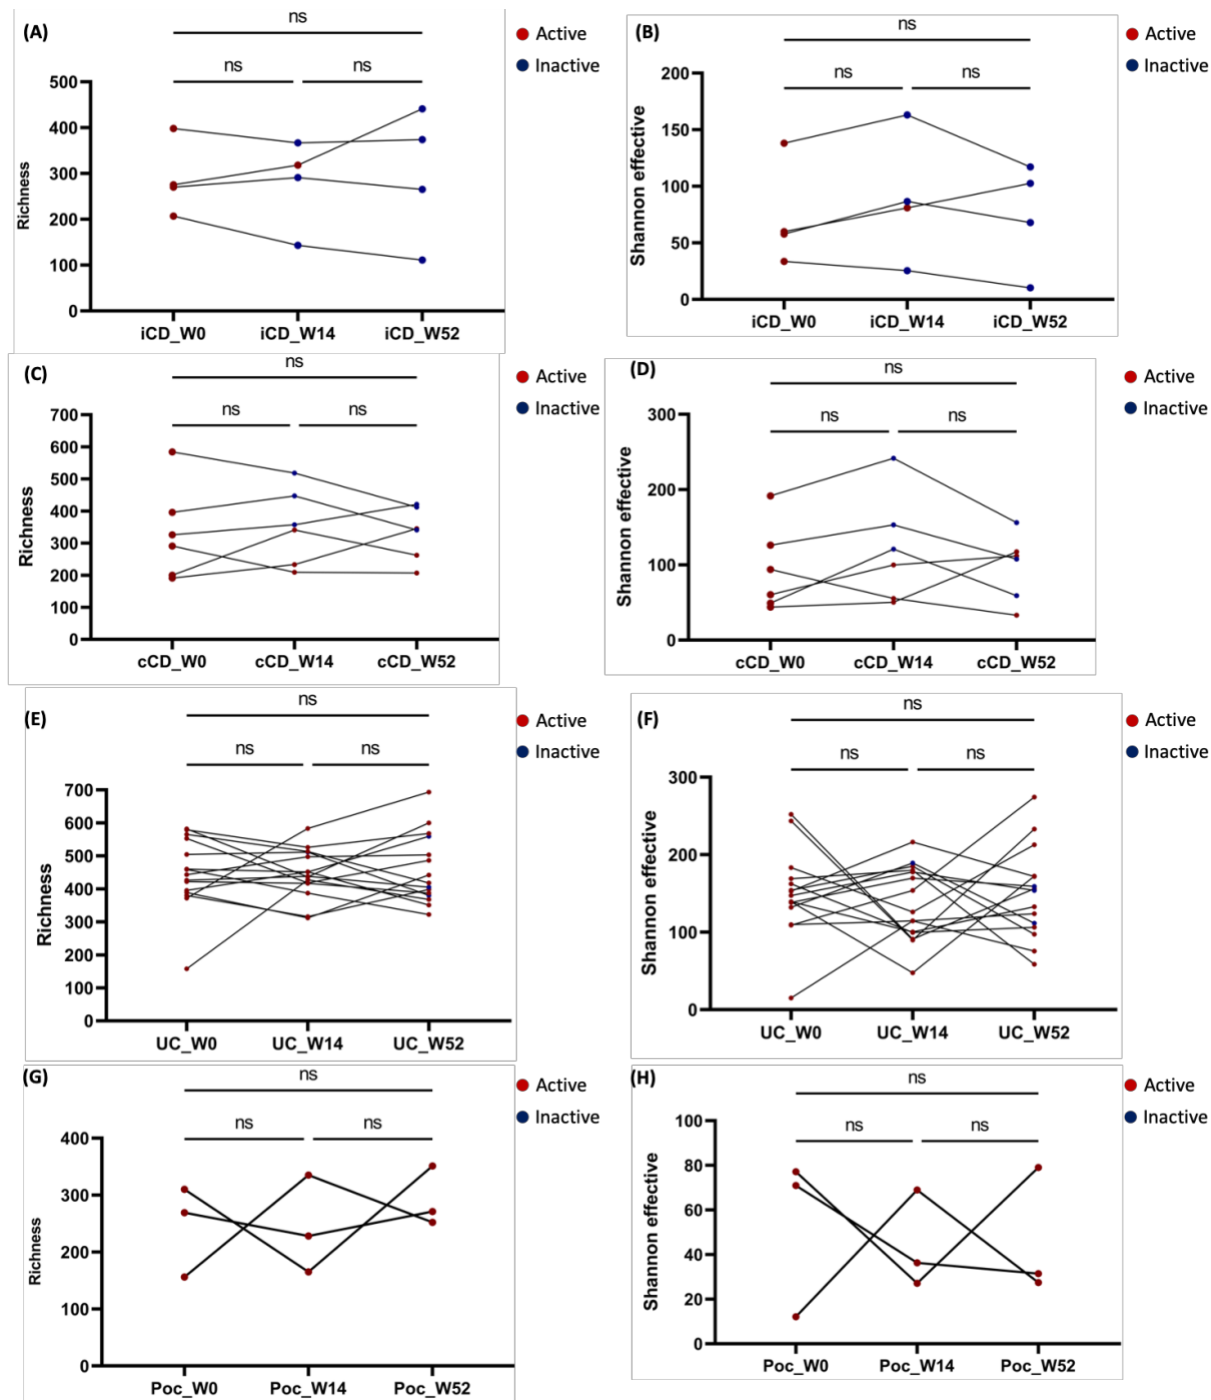 (A)
ns
ns
ns
Active
Inactive
Richness
500
400
300
200
100
0
iCD_W0
iCD_W14
iCD_W52
(B)
ns
ns
ns
Active
Inactive
Shannon effective
200
150
100
50
0
iCD_W0
iCD_W14
iCD_W52
(C)
ns
ns
ns
Active
Inactive
Richness
700
600
500
400
300
200
100
0
cCD_W0
cCD_W14
cCD_W52
(D)
ns
ns
ns
Active
Inactive
Shannon effective
300
200
100
0
cCD_W0
cCD_W14
cCD_W52
(E)
ns
ns
ns
Active
Inactive
Richness
700
600
500
400
300
200
100
0
UC_W0
UC_W14
UC_W52
(F)
ns
ns
ns
Active
Inactive
Shannon effective
300
200
100
0
UC_W0
UC_W14
UC_W52
(G)
ns
ns
ns
Active
Inactive
Richness
400
300
200
100
0
Poc_W0
Poc_W14
Poc_W52
(H)
ns
ns
ns
Active
Inactive
Shannon effective
100
80
60
40
20
0
Poc_W0
Poc_W14
Poc_W52